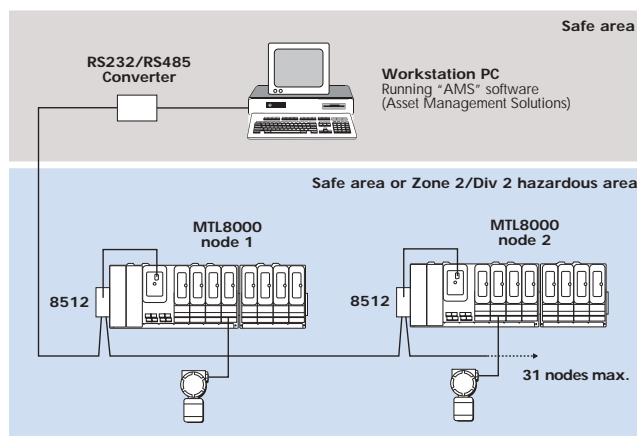 Safe area
RS232/RS485
Converter
Workstation PC
Running “AMS” software
(Asset Management Solutions)
Safe area or Zone 2/Div 2 hazardous area
MTL8000
node 1
MTL8000
node 2
8512
8512
31 nodes max.